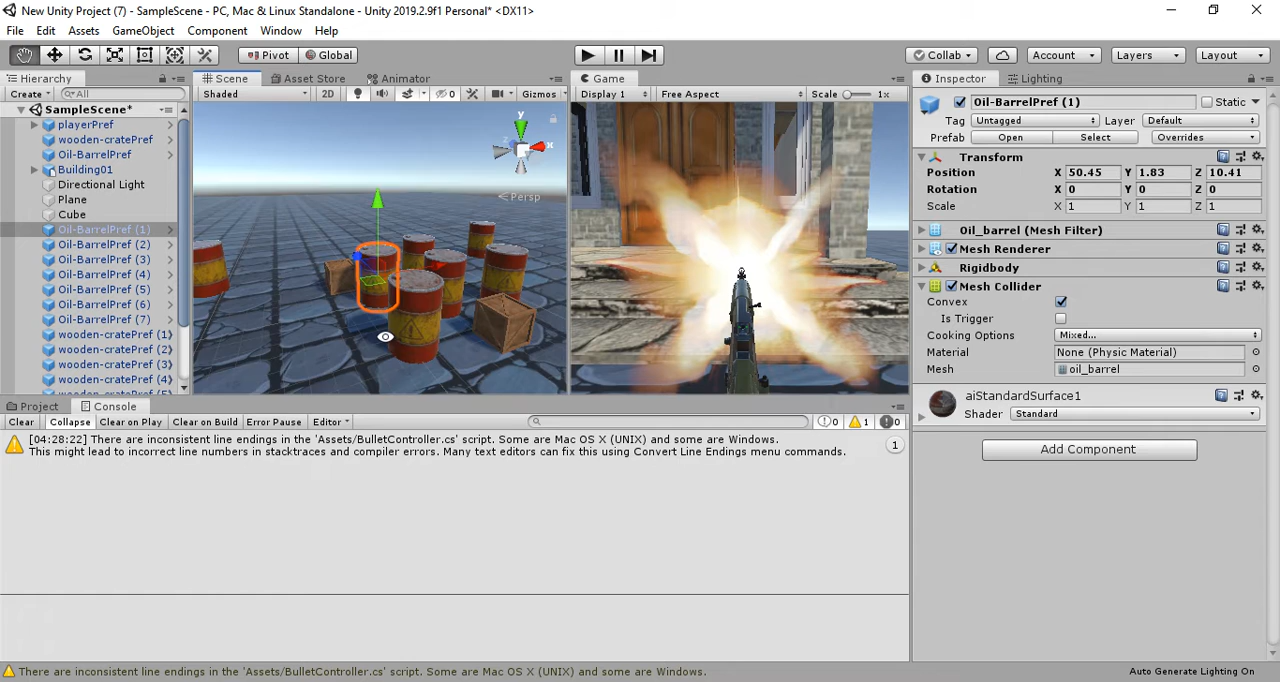 New Unity Project (7) - SampleScene - PC, Mac & Linux Standalone - Unity 2019.2.9f1 Personal* <DX11>
File Edit Assets GameObject Component Window Help
Pivot Global Collab Account Layers Layout
Hierarchy
Create All
SampleScene*
playerPref
wooden-cratePref
Oil-BarrelPref
Building01
Directional Light
Plane
Cube
Oil-BarrelPref (1)
Oil-BarrelPref (2)
Oil-BarrelPref (3)
Oil-BarrelPref (4)
Oil-BarrelPref (5)
Oil-BarrelPref (6)
Oil-BarrelPref (7)
wooden-cratePref (1)
wooden-cratePref (2)
wooden-cratePref (3)
wooden-cratePref (4)
Scene Asset Store Animator
Shaded 2D 0 Gizmos
y
x
Persp
Game
Display 1 Free Aspect Scale 1x
Inspector Lighting
Oil-BarrelPref (1) Static
Tag Untagged Layer Default
Prefab Open Select Overrides
Transform
Position X 50.45 Y 1.83 Z 10.41
Rotation X 0 Y 0 Z 0
Scale X 1 Y 1 Z 1
Oil_barrel (Mesh Filter)
Mesh Renderer
Rigidbody
Mesh Collider
Convex
Is Trigger
Cooking Options Mixed...
Material None (Physic Material)
Mesh oil_barrel
aiStandardSurface1
Shader Standard
Add Component
Project Console
Clear Collapse Clear on Play Clear on Build Error Pause Editor 0 1 0
[04:28:22] There are inconsistent line endings in the 'Assets/BulletController.cs' script. Some are Mac OS X (UNIX) and some are Windows.
This might lead to incorrect line numbers in stacktraces and compiler errors. Many text editors can fix this using Convert Line Endings menu commands.
1
There are inconsistent line endings in the 'Assets/BulletController.cs' script. Some are Mac OS X (UNIX) and some are Windows.
Auto Generate Lighting On